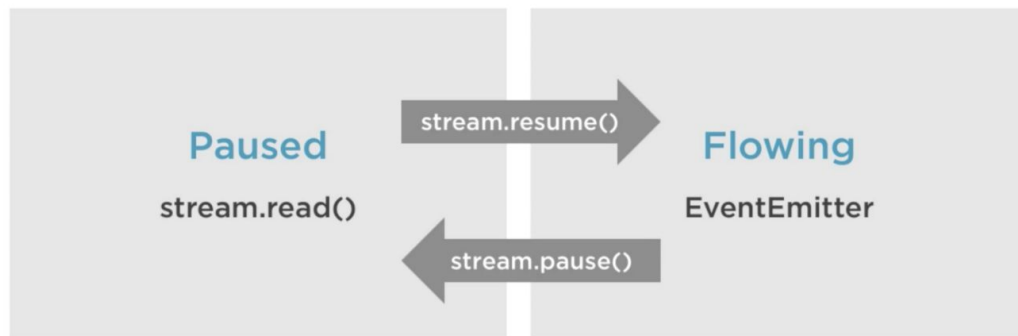 Paused
stream.read()
stream.resume()
stream.pause()
Flowing
EventEmitter